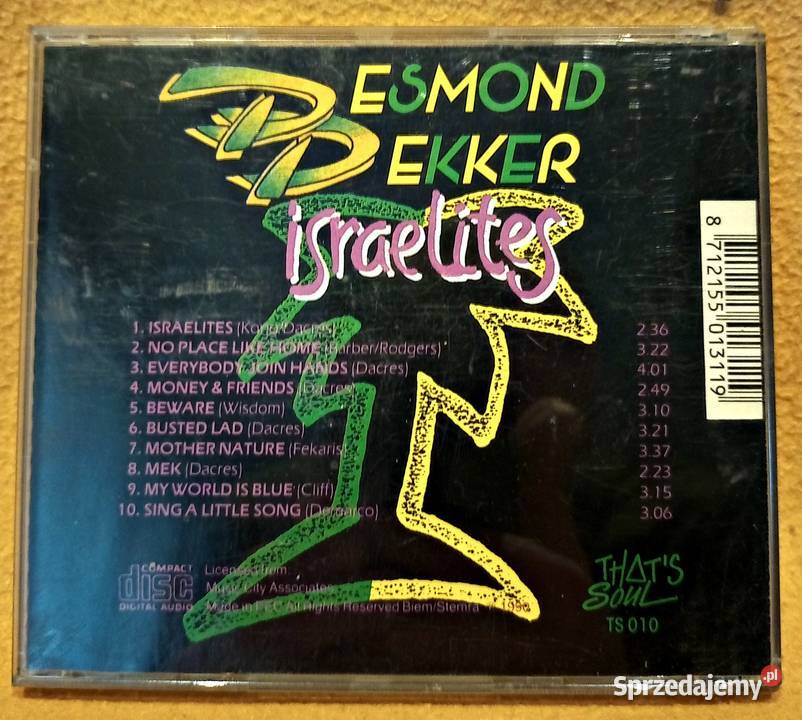 DESMOND
DEKKER
israelites
1. ISRAELITES (Kong/Dacres) 2.36
2. NO PLACE LIKE HOME (Barber/Rodgers) 3.22
3. EVERYBODY JOIN HANDS (Dacres) 4.01
4. MONEY & FRIENDS (Dacres) 2.49
5. BEWARE (Wisdom) 3.10
6. BUSTED LAD (Dacres) 3.21
7. MOTHER NATURE (Fekaris) 3.37
8. MEK (Dacres) 2.23
9. MY WORLD IS BLUE (Cliff) 3.15
10. SING A LITTLE SONG (Demarco) 3.06
8 712155 013119
COMPACT
disc
DIGITAL AUDIO
Licensed from:
Music City Associates
Made in EEC All Rights Reserved Biem/Stemra 1990
THAT'S
SOUL
TS 010
Sprzedajemy.pl